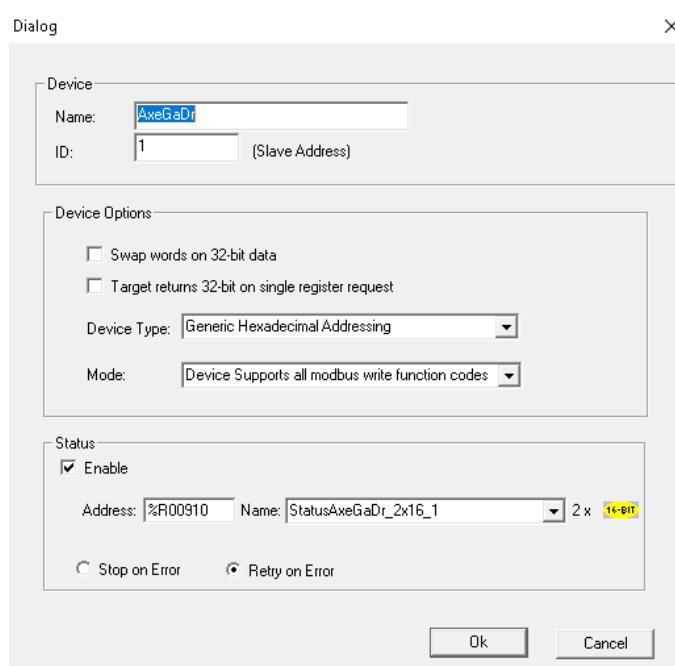 Dialog
Device
Name: AxeGaDr
ID: 1 (Slave Address)
Device Options
Swap words on 32-bit data
Target returns 32-bit on single register request
Device Type: Generic Hexadecimal Addressing
Mode: Device Supports all modbus write function codes
Status
Enable
Address: %R00910 Name: StatusAxeGaDr_2x16_1 2 x 16-BIT
Stop on Error Retry on Error
Ok Cancel